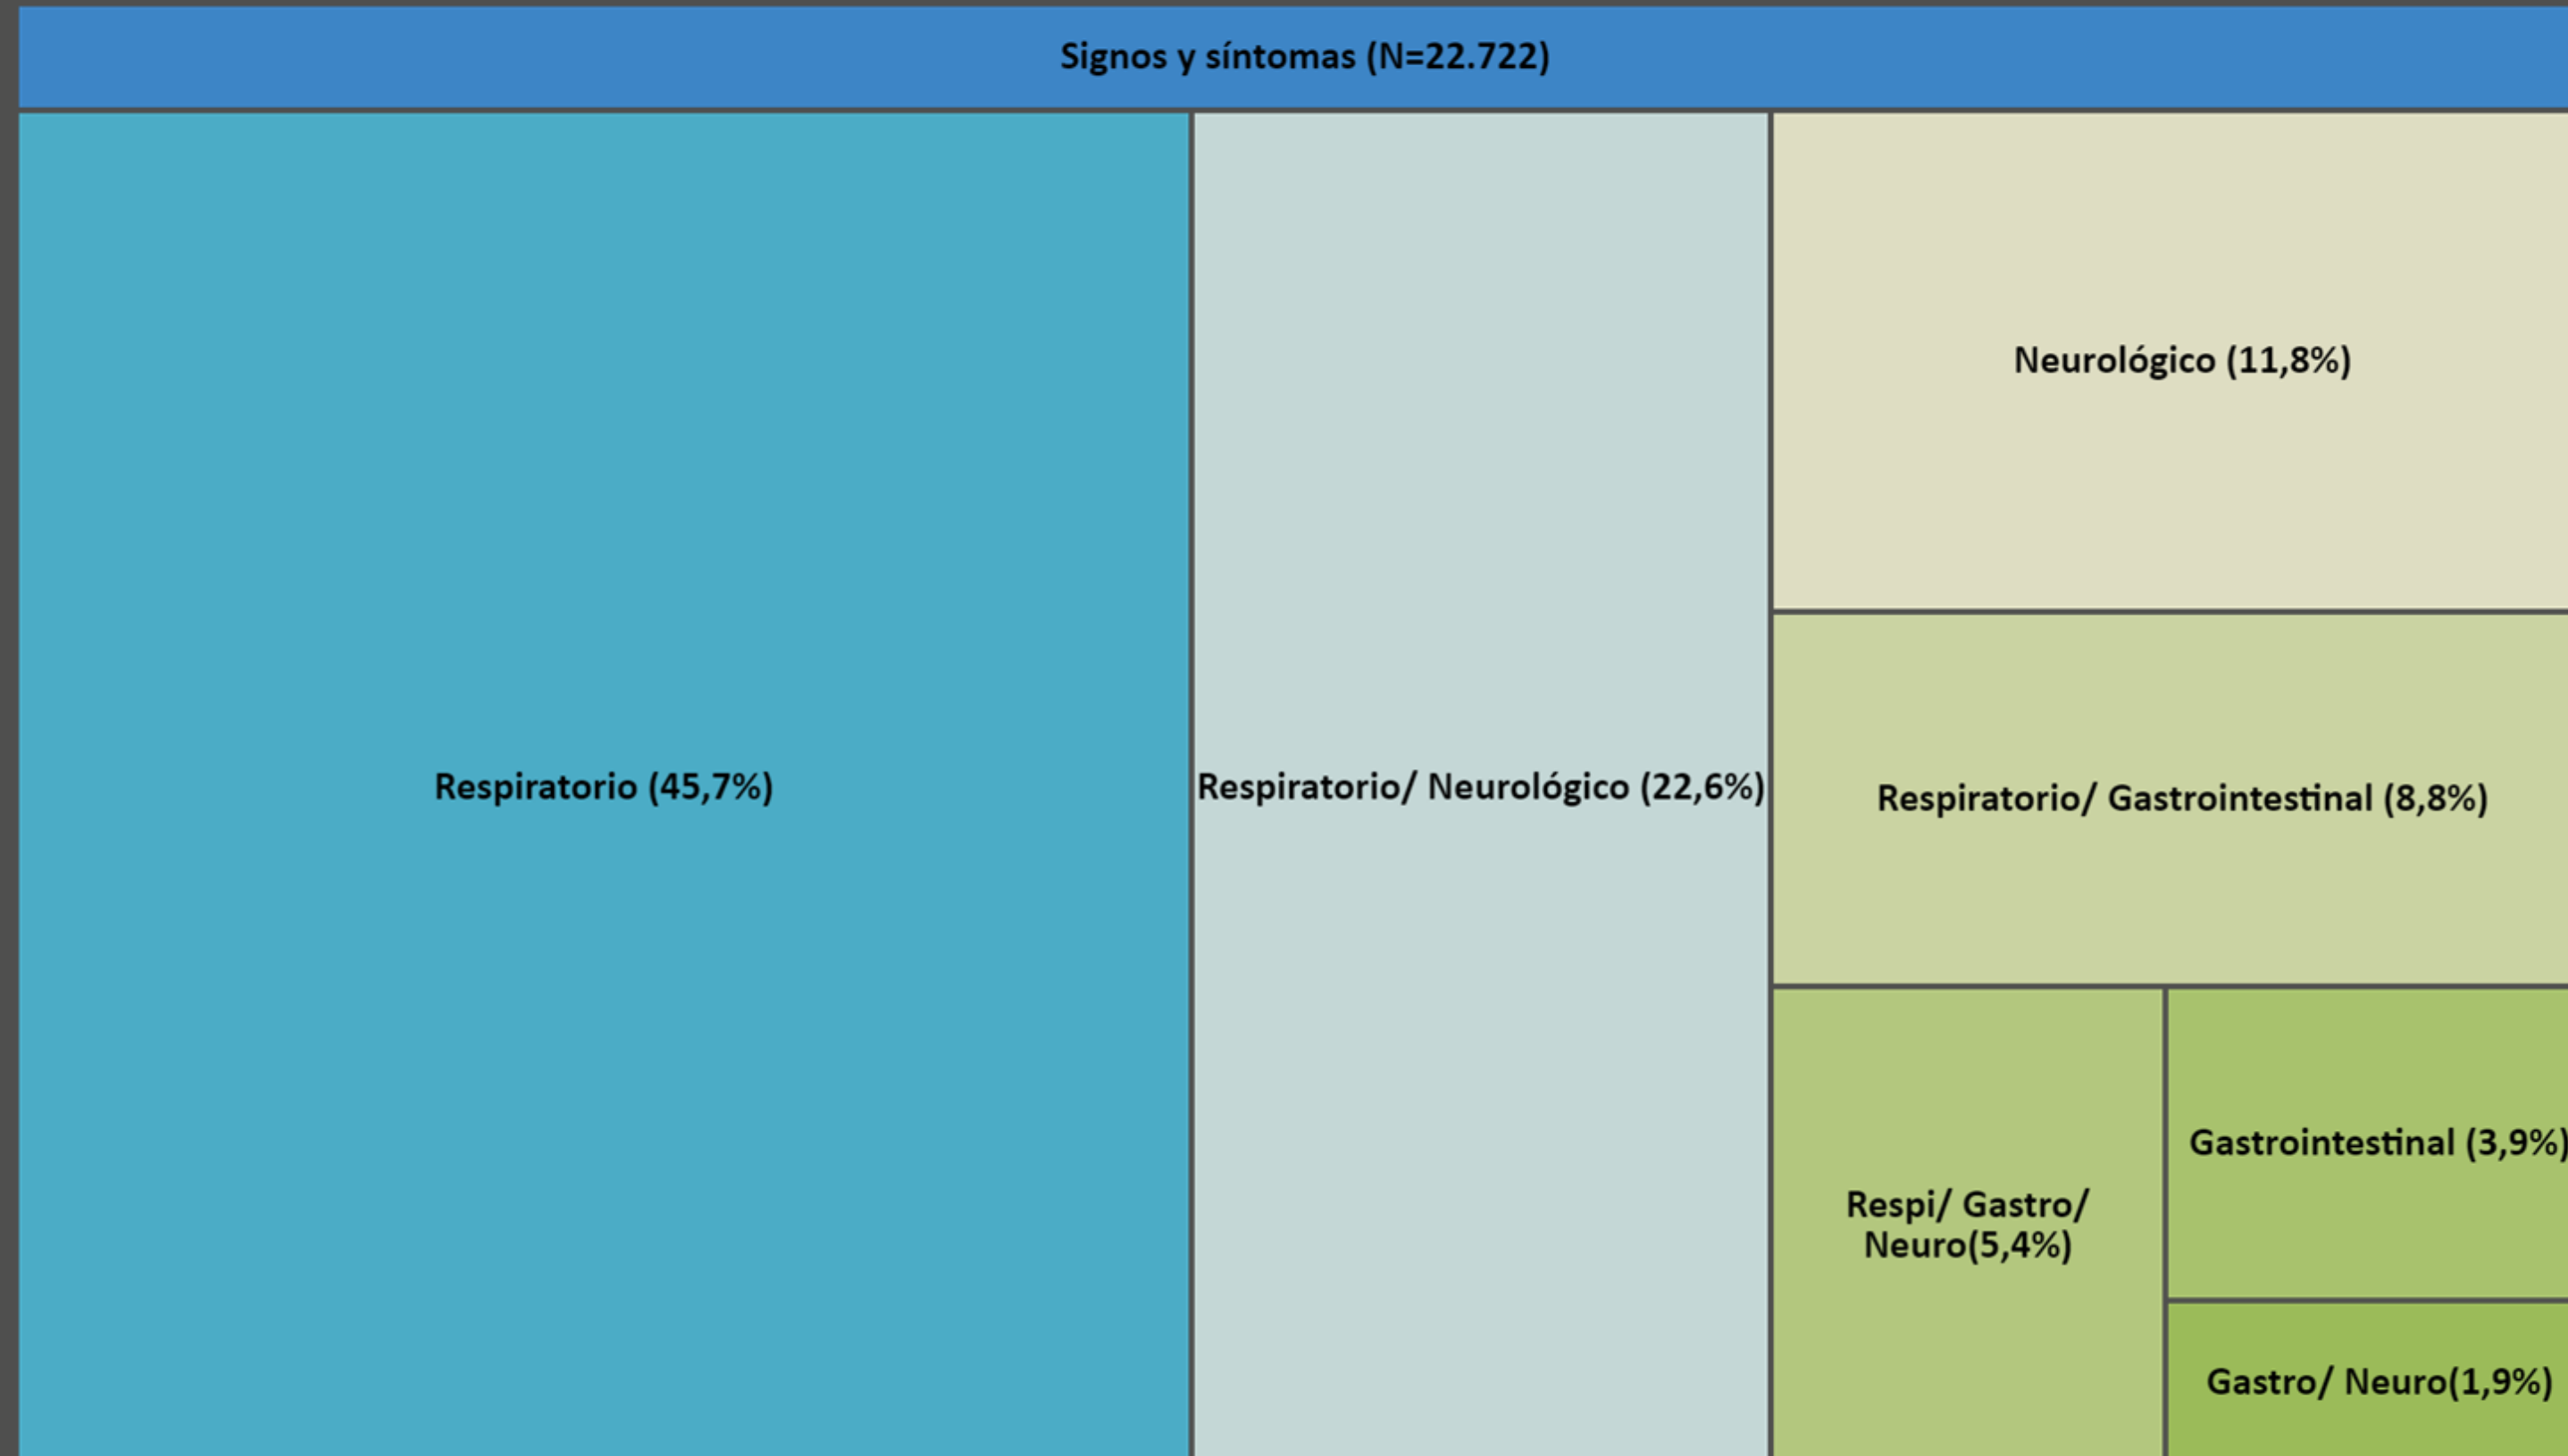 Signos y síntomas (N=22.722)
Respiratorio (45,7%)
Respiratorio/ Neurológico (22,6%)
Neurológico (11,8%)
Respiratorio/ Gastrointestinal (8,8%)
Respi/ Gastro/
Neuro(5,4%)
Gastrointestinal (3,9%)
Gastro/ Neuro(1,9%)